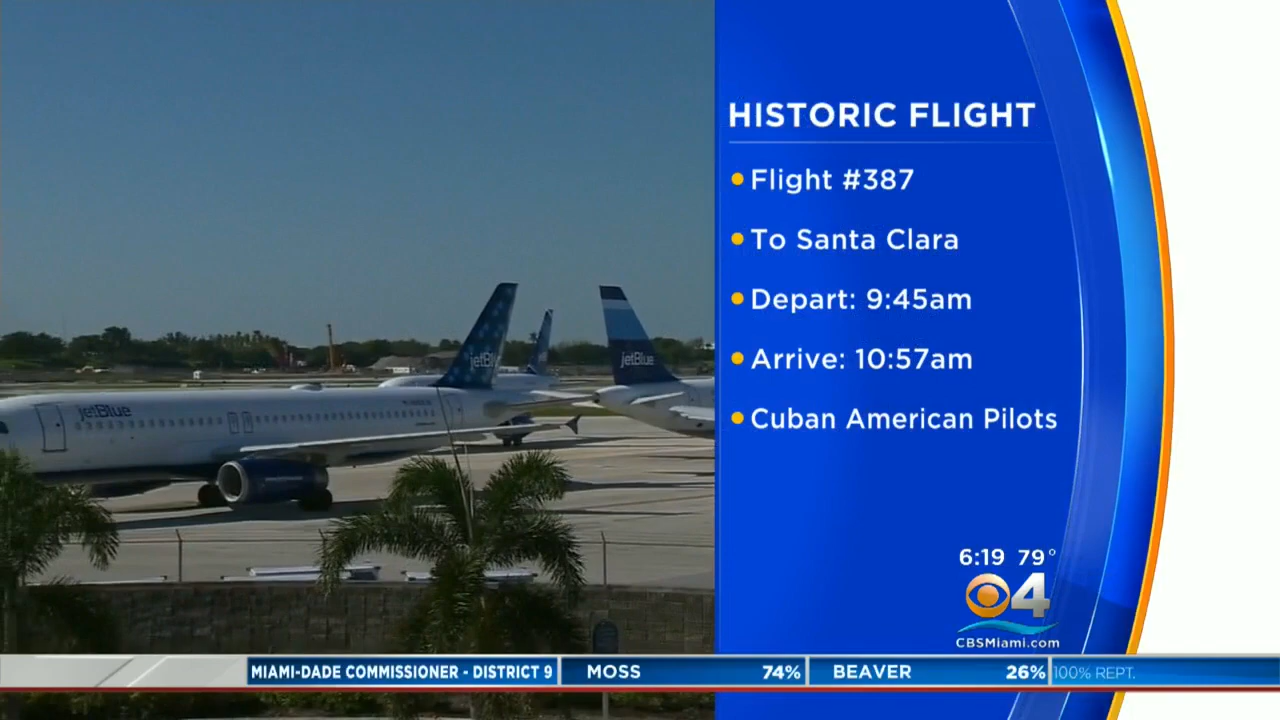 HISTORIC FLIGHT
Flight #387
To Santa Clara
Depart: 9:45am
Arrive: 10:57am
Cuban American Pilots
jetBlue
jetBlue
jetBlue
6:19 79°
4
CBSMiami.com
MIAMI-DADE COMMISSIONER - DISTRICT 9 MOSS 74% BEAVER 26% 100% REPT.